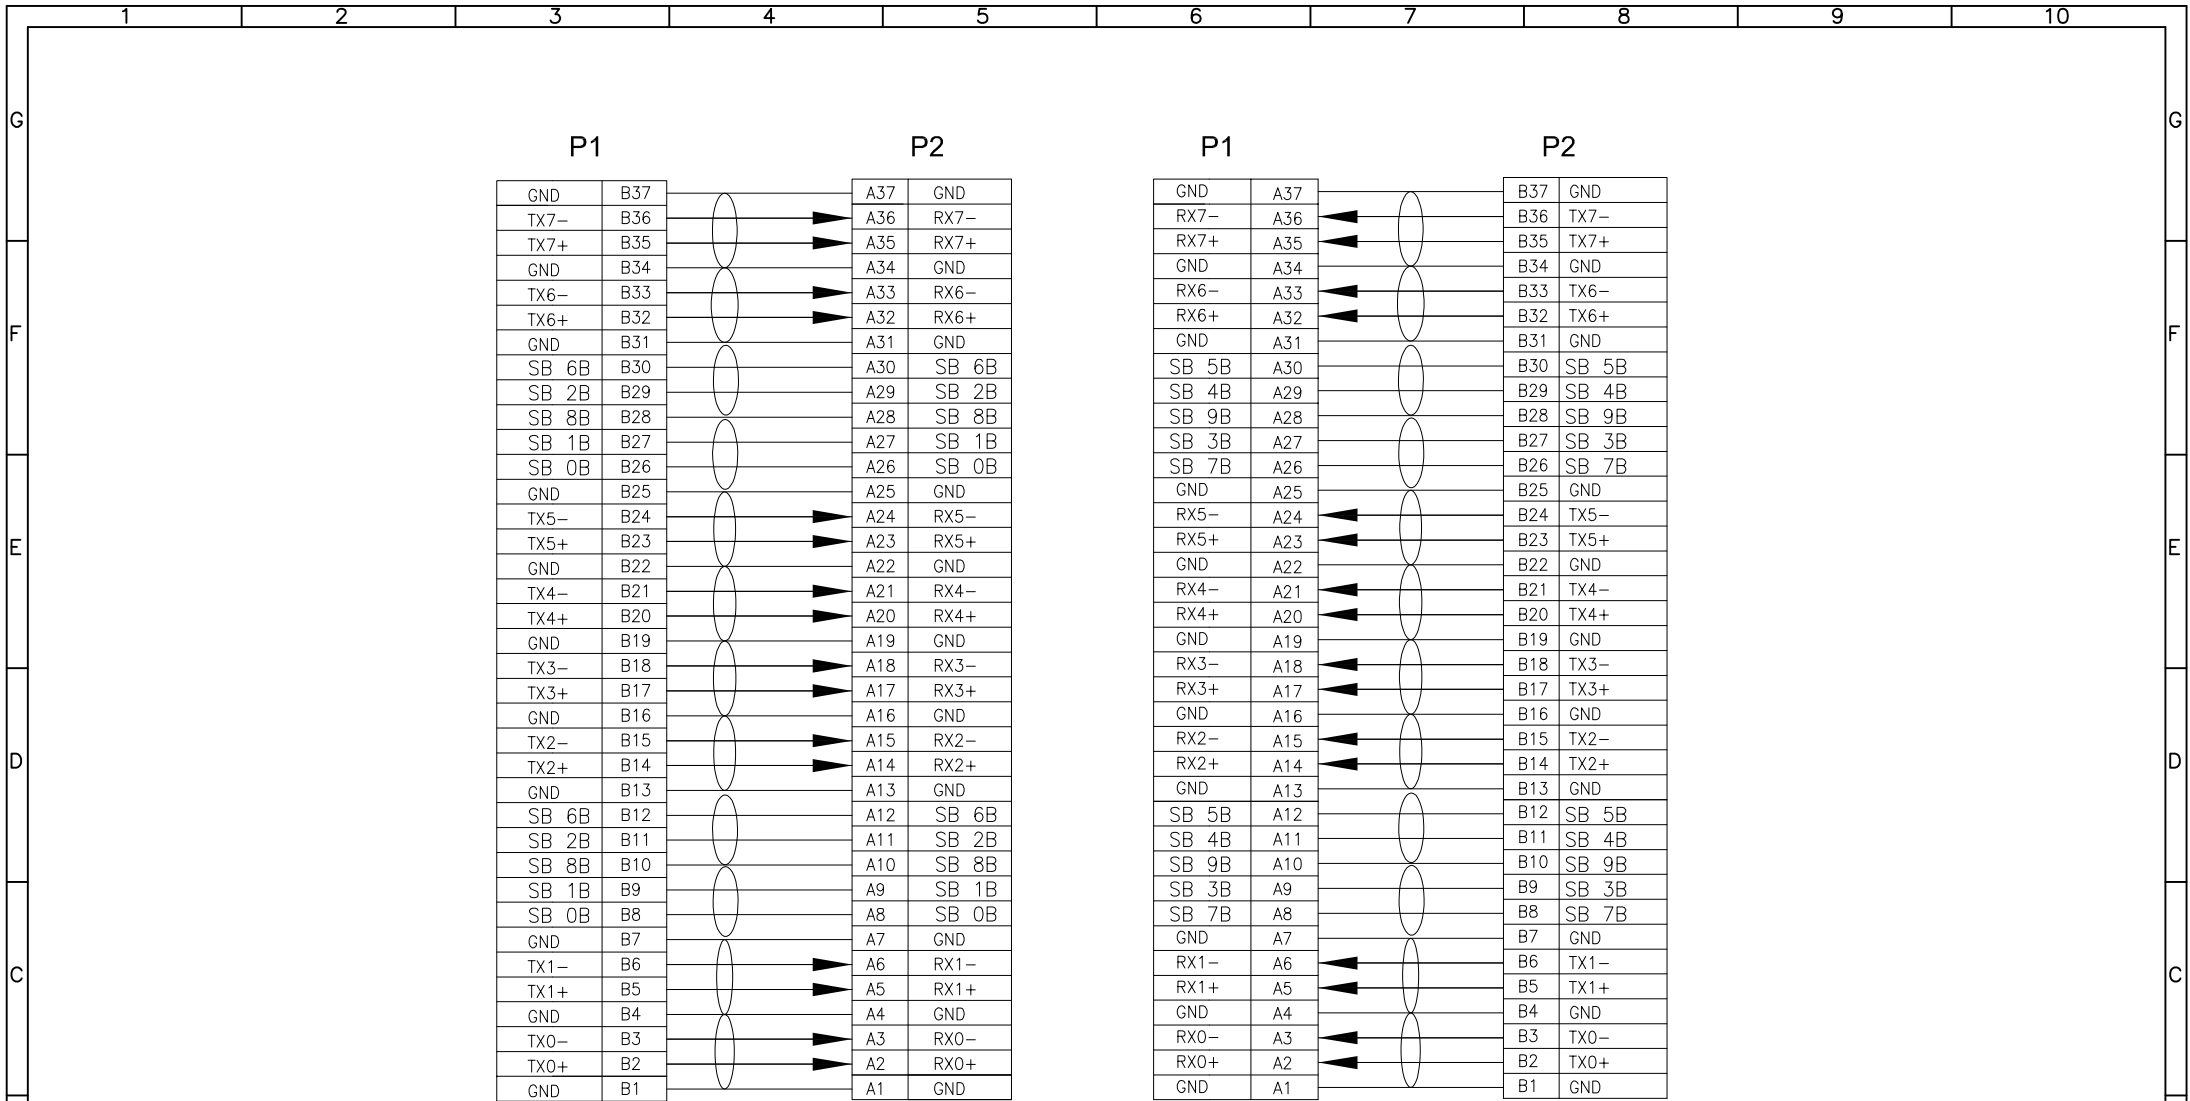 1 2 3 4 5 6 7 8 9 10
G G
P1 P2 P1 P2
GND B37 A37 GND GND A37 B37 GND
TX7- B36 A36 RX7- RX7- A36 B36 TX7-
TX7+ B35 A35 RX7+ RX7+ A35 B35 TX7+
GND B34 A34 GND GND A34 B34 GND
TX6- B33 A33 RX6- RX6- A33 B33 TX6-
TX6+ B32 A32 RX6+ RX6+ A32 B32 TX6+
F F
GND B31 A31 GND GND A31 B31 GND
SB 6B B30 A30 SB 6B SB 5B A30 B30 SB 5B
SB 2B B29 A29 SB 2B SB 4B A29 B29 SB 4B
SB 8B B28 A28 SB 8B SB 9B A28 B28 SB 9B
SB 1B B27 A27 SB 1B SB 3B A27 B27 SB 3B
SB 0B B26 A26 SB 0B SB 7B A26 B26 SB 7B
GND B25 A25 GND GND A25 B25 GND
TX5- B24 A24 RX5- RX5- A24 B24 TX5-
TX5+ B23 A23 RX5+ RX5+ A23 B23 TX5+
E E
GND B22 A22 GND GND A22 B22 GND
TX4- B21 A21 RX4- RX4- A21 B21 TX4-
TX4+ B20 A20 RX4+ RX4+ A20 B20 TX4+
GND B19 A19 GND GND A19 B19 GND
TX3- B18 A18 RX3- RX3- A18 B18 TX3-
TX3+ B17 A17 RX3+ RX3+ A17 B17 TX3+
GND B16 A16 GND GND A16 B16 GND
TX2- B15 A15 RX2- RX2- A15 B15 TX2-
D D
TX2+ B14 A14 RX2+ RX2+ A14 B14 TX2+
GND B13 A13 GND GND A13 B13 GND
SB 6B B12 A12 SB 6B SB 5B A12 B12 SB 5B
SB 2B B11 A11 SB 2B SB 4B A11 B11 SB 4B
SB 8B B10 A10 SB 8B SB 9B A10 B10 SB 9B
SB 1B B9 A9 SB 1B SB 3B A9 B9 SB 3B
SB 0B B8 A8 SB 0B SB 7B A8 B8 SB 7B
GND B7 A7 GND GND A7 B7 GND
TX1- B6 A6 RX1- RX1- A6 B6 TX1-
C C
TX1+ B5 A5 RX1+ RX1+ A5 B5 TX1+
GND B4 A4 GND GND A4 B4 GND
TX0- B3 A3 RX0- RX0- A3 B3 TX0-
TX0+ B2 A2 RX0+ RX0+ A2 B2 TX0+
GND B1 A1 GND GND A1 B1 GND